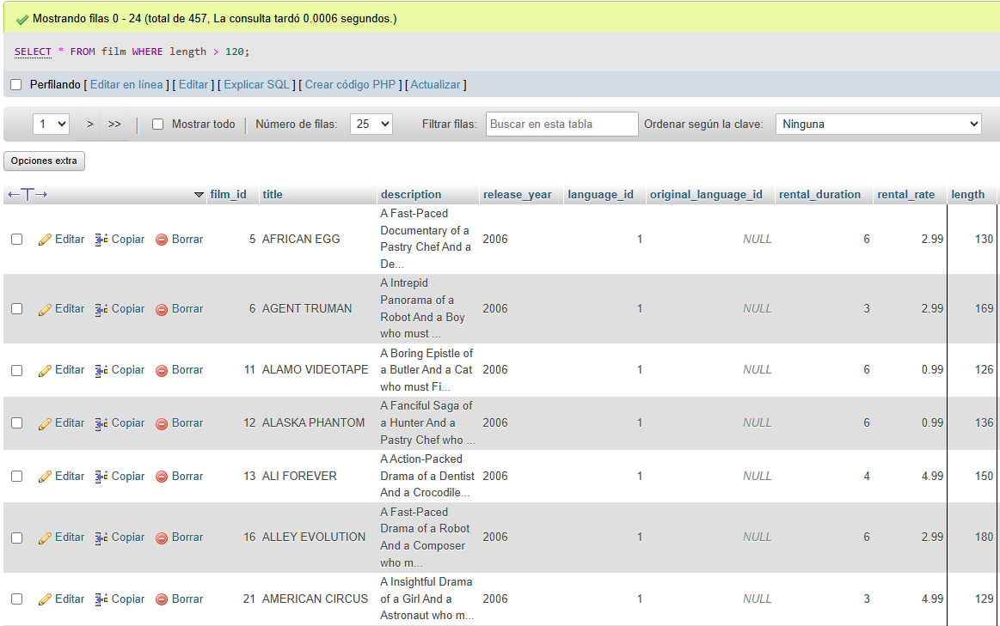 Mostrando filas 0 - 24 (total de 457, La consulta tardó 0.0006 segundos.)
SELECT * FROM film WHERE length > 120;
Perfilando [ Editar en línea ] [ Editar ] [ Explicar SQL ] [ Crear código PHP ] [ Actualizar ]
1 > >> Mostrar todo Número de filas: 25 Filtrar filas: Buscar en esta tabla Ordenar según la clave: Ninguna
Opciones extra
film_id title description release_year language_id original_language_id rental_duration rental_rate length
A Fast-Paced
Documentary of a
Editar Copiar Borrar 5 AFRICAN EGG Pastry Chef And a 2006 1 NULL 6 2.99 130
De...
A Intrepid
Panorama of a
Editar Copiar Borrar 6 AGENT TRUMAN Robot And a Boy 2006 1 NULL 3 2.99 169
who must ...
A Boring Epistle of
Editar Copiar Borrar 11 ALAMO VIDEOTAPE a Butler And a Cat 2006 1 NULL 6 0.99 126
who must Fi...
A Fanciful Saga of
Editar Copiar Borrar 12 ALASKA PHANTOM a Hunter And a 2006 1 NULL 6 0.99 136
Pastry Chef who ...
A Action-Packed
Editar Copiar Borrar 13 ALI FOREVER Drama of a Dentist 2006 1 NULL 4 4.99 150
And a Crocodile...
A Fast-Paced
Drama of a Robot
Editar Copiar Borrar 16 ALLEY EVOLUTION And a Composer 2006 1 NULL 6 2.99 180
who m...
A Insightful Drama
Editar Copiar Borrar 21 AMERICAN CIRCUS of a Girl And a 2006 1 NULL 3 4.99 129
Astronaut who m...